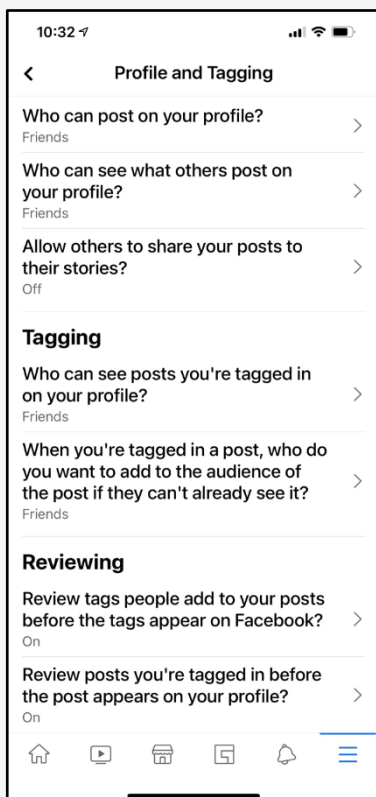 10:32
Profile and Tagging
Who can post on your profile?
Friends
Who can see what others post on
your profile?
Friends
Allow others to share your posts to
their stories?
Off
Tagging
Who can see posts you're tagged in
on your profile?
Friends
When you're tagged in a post, who do
you want to add to the audience of
the post if they can't already see it?
Friends
Reviewing
Review tags people add to your posts
before the tags appear on Facebook?
On
Review posts you're tagged in before
the post appears on your profile?
On